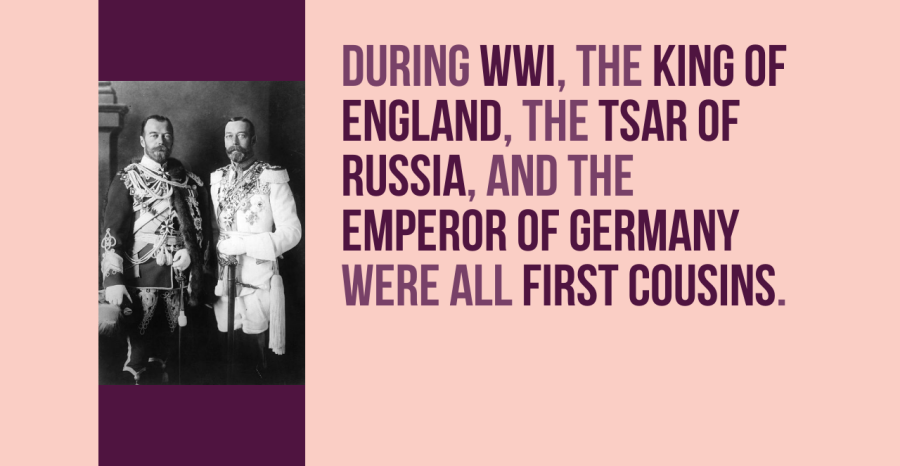 DURING WWI, THE KING OF
ENGLAND, THE TSAR OF
RUSSIA, AND THE
EMPEROR OF GERMANY
WERE ALL FIRST COUSINS.